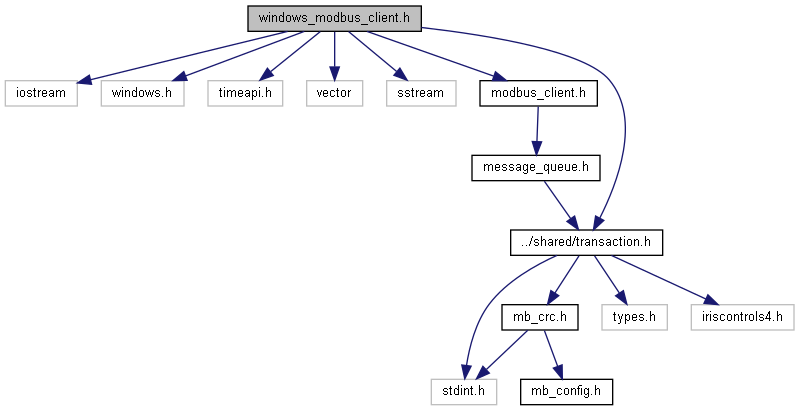 windows_modbus_client.h
iostream
windows.h
timeapi.h
vector
sstream
modbus_client.h
message_queue.h
../shared/transaction.h
mb_crc.h
types.h
iriscontrols4.h
stdint.h
mb_config.h